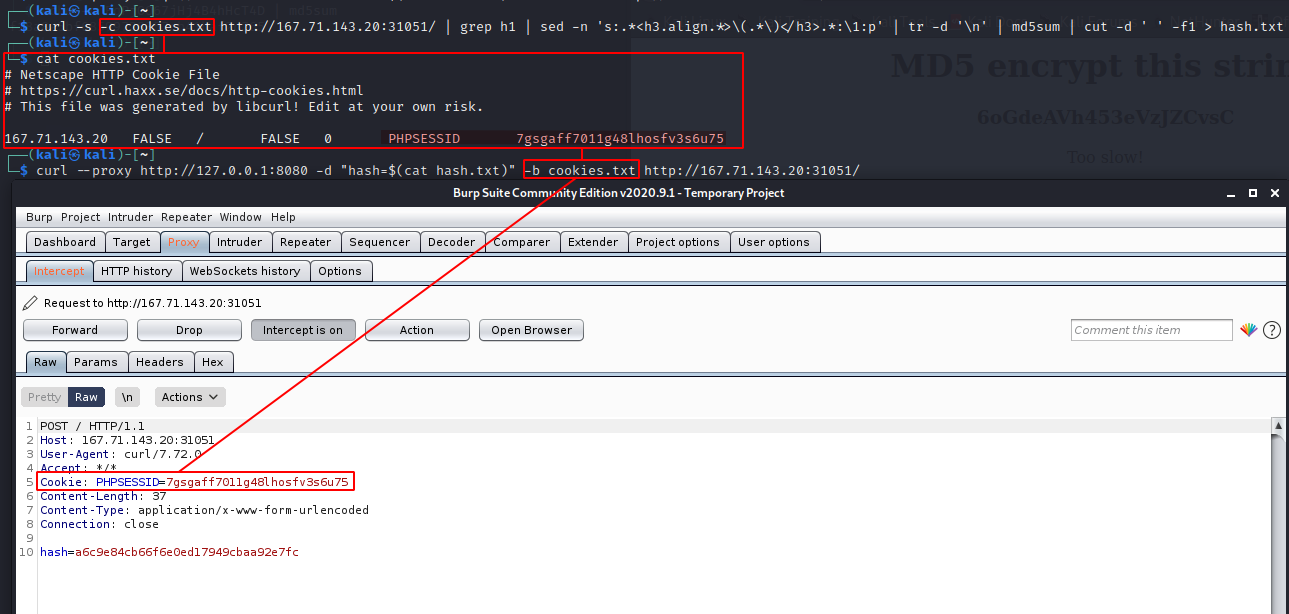 67jHj4BAhHcT4Q | md5sum
┌──(kali㉿kali)-[~]
└─$ curl -s -c cookies.txt http://167.71.143.20:31051/ | grep h1 | sed -n 's:.*<h3.align.*>\(.*\)</h3>.*:\1:p' | tr -d '\n' | md5sum | cut -d ' ' -f1 > hash.txt
┌──(kali㉿kali)-[~]
└─$ cat cookies.txt
# Netscape HTTP Cookie File
# https://curl.haxx.se/docs/http-cookies.html
# This file was generated by libcurl! Edit at your own risk.
167.71.143.20 FALSE / FALSE 0 PHPSESSID 7gsgaff7011g48lhosfv3s6u75
MD5 encrypt this strin
6oGdeAVh453eVzJZCvsC
Too slow!
┌──(kali㉿kali)-[~]
└─$ curl --proxy http://127.0.0.1:8080 -d "hash=$(cat hash.txt)" -b cookies.txt http://167.71.143.20:31051/
Burp Suite Community Edition v2020.9.1 - Temporary Project
Burp Project Intruder Repeater Window Help
Dashboard Target Proxy Intruder Repeater Sequencer Decoder Comparer Extender Project options User options
Intercept HTTP history WebSockets history Options
Request to http://167.71.143.20:31051
Forward Drop Intercept is on Action Open Browser Comment this item ?
Raw Params Headers Hex
Pretty Raw \n Actions
1 POST / HTTP/1.1
2 Host: 167.71.143.20:31051
3 User-Agent: curl/7.72.0
4 Accept: */*
5 Cookie: PHPSESSID=7gsgaff7011g48lhosfv3s6u75
6 Content-Length: 37
7 Content-Type: application/x-www-form-urlencoded
8 Connection: close
9
10 hash=a6c9e84cb66f6e0ed17949cbaa92e7fc